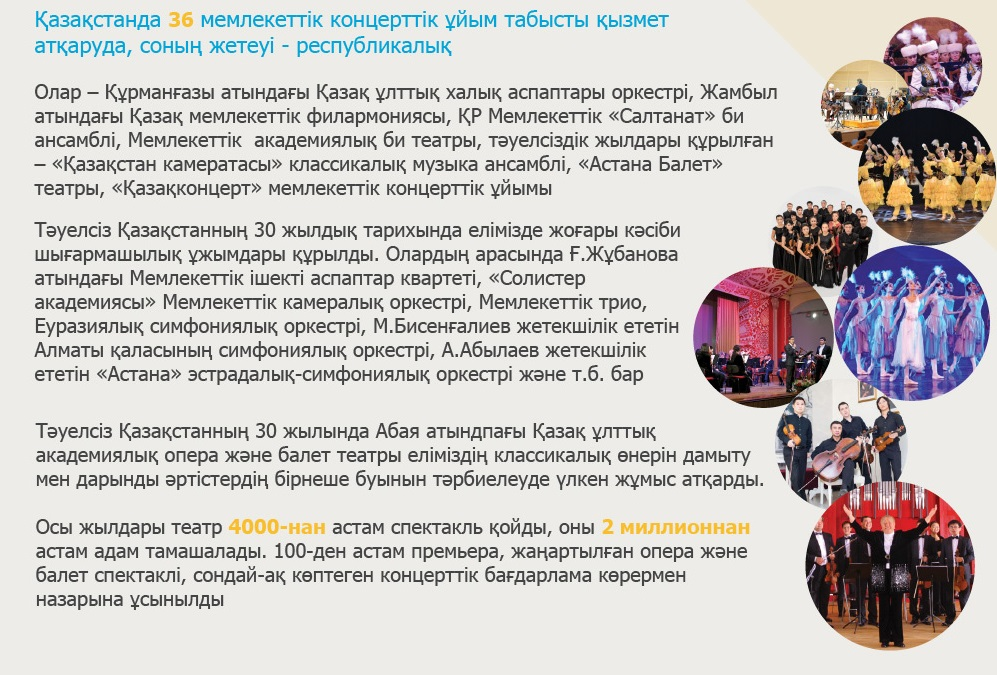 Қазақстанда 36 мемлекеттік концерттік ұйым табысты қызмет
атқаруда, соның жетеуі - республикалық
Олар – Құрманғазы атындағы Қазақ ұлттық халық аспаптары оркестрі, Жамбыл
атындағы Қазақ мемлекеттік филармониясы, ҚР Мемлекеттік «Салтанат» би
ансамблі, Мемлекеттік академиялық би театры, тәуелсіздік жылдары құрылған
– «Қазақстан камератасы» классикалық музыка ансамблі, «Астана Балет»
театры, «Қазақконцерт» мемлекеттік концерттік ұйымы
Тәуелсіз Қазақстанның 30 жылдық тарихында елімізде жоғары кәсіби
шығармашылық ұжымдары құрылды. Олардың арасында Ғ.Жұбанова
атындағы Мемлекеттік ішекті аспаптар квартеті, «Солистер
академиясы» Мемлекеттік камералық оркестрі, Мемлекеттік трио,
Еуразиялық симфониялық оркестрі, М.Бисенғалиев жетекшілік ететін
Алматы қаласының симфониялық оркестрі, А.Абылаев жетекшілік
ететін «Астана» эстрадалық-симфониялық оркестрі және т.б. бар
Тәуелсіз Қазақстанның 30 жылында Абая атындпағы Қазақ ұлттық
академиялық опера және балет театры еліміздің классикалық өнерін дамыту
мен дарынды әртістердің бірнеше буынын тәрбиелеуде үлкен жұмыс атқарды.
Осы жылдары театр 4000-нан астам спектакль қойды, оны 2 миллионнан
астам адам тамашалады. 100-ден астам премьера, жаңартылған опера және
балет спектаклі, сондай-ақ көптеген концерттік бағдарлама көрермен
назарына ұсынылды